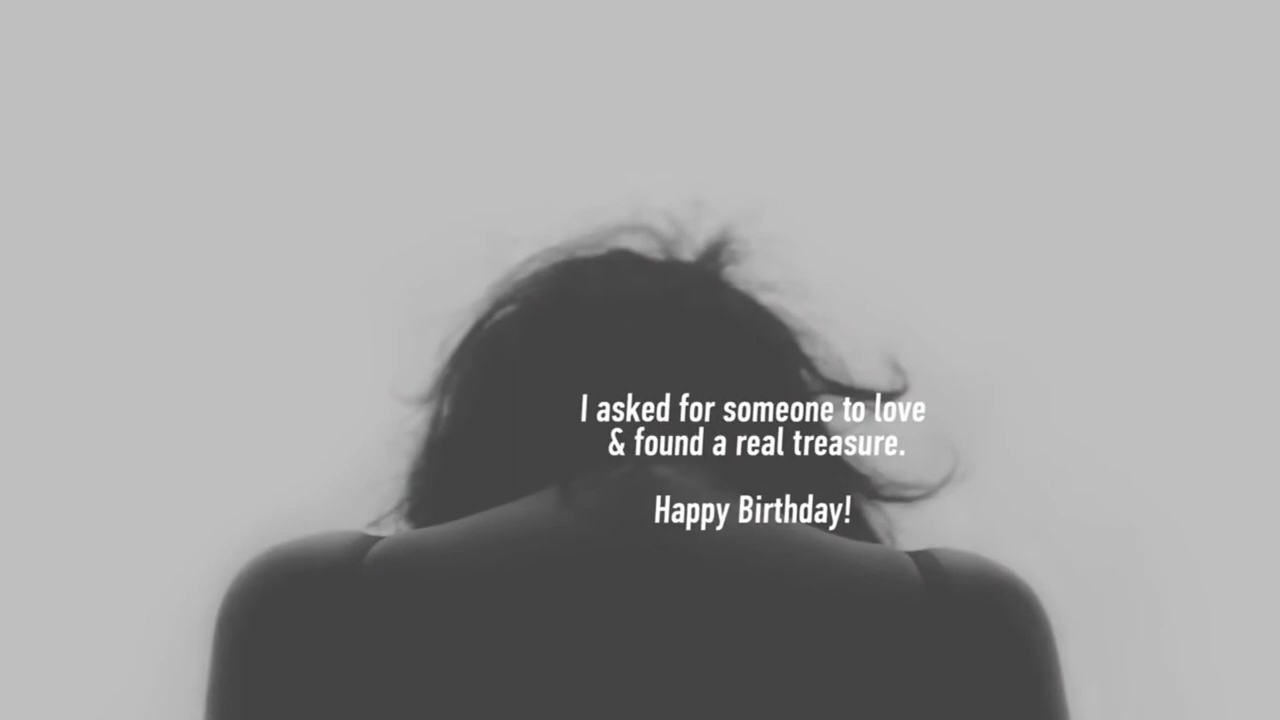 I asked for someone to love
& found a real treasure.
Happy Birthday!